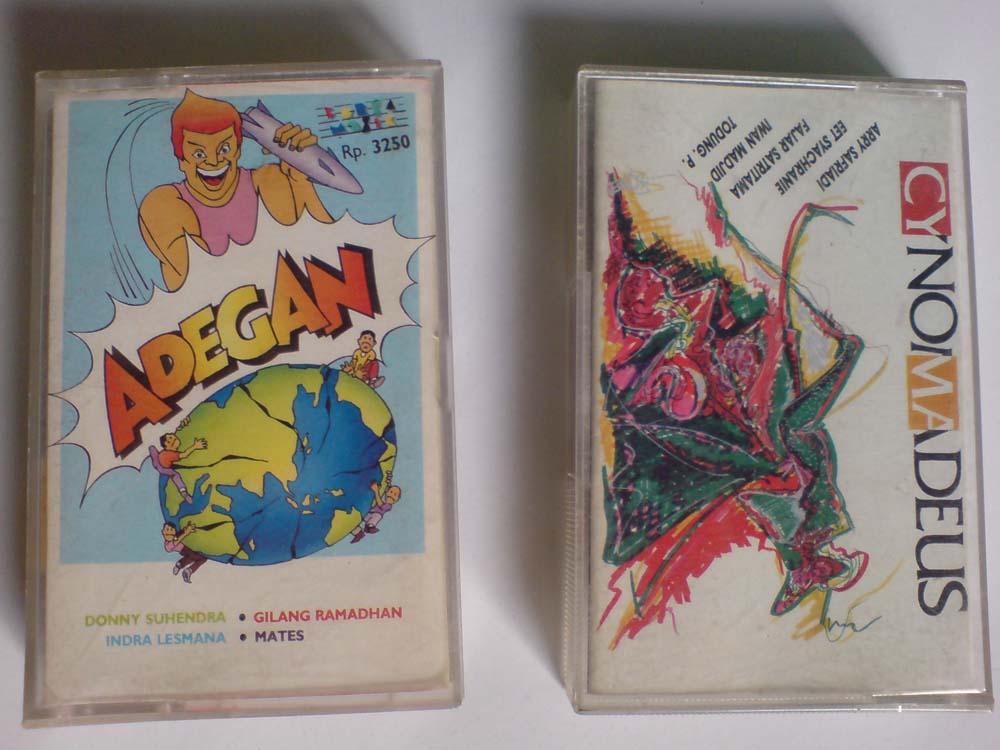 Rp. 3250
ADEGAN
DONNY SUHENDRA • GILANG RAMADHAN
INDRA LESMANA • MATES
CYNOMADEUS
ARRY SAFRIADI
EET SYACHRANIE
FAJAR SATRITAMA
IWAN MADJID
TODUNG. P.